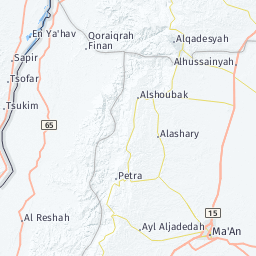 En Ya'hav
Qoraiqrah
Finan
Alqadesyah
Sapir
Alhussainyah
Tsofar
Tsukim
Alshoubak
65
Alashary
Petra
Al Reshah
15
Ayl Aljadedah
Ma'An